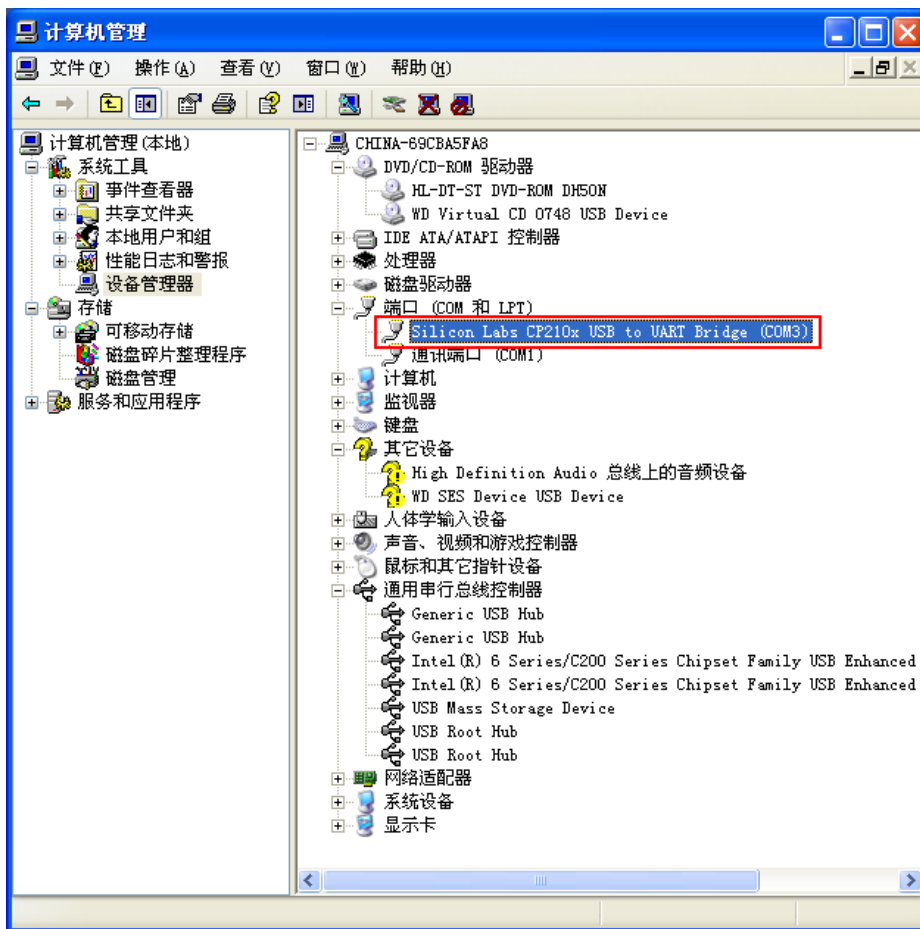 计算机管理
文件(F) 操作(A) 查看(V) 窗口(W) 帮助(H)
计算机管理(本地)
系统工具
事件查看器
共享文件夹
本地用户和组
性能日志和警报
设备管理器
存储
可移动存储
磁盘碎片整理程序
磁盘管理
服务和应用程序
CHINA-69CBA5FA8
DVD/CD-ROM 驱动器
HL-DT-ST DVD-ROM DH50N
WD Virtual CD 0748 USB Device
IDE ATA/ATAPI 控制器
处理器
磁盘驱动器
端口 (COM 和 LPT)
Silicon Labs CP210x USB to UART Bridge (COM3)
通讯端口 (COM1)
计算机
监视器
键盘
其它设备
High Definition Audio 总线上的音频设备
WD SES Device USB Device
人体学输入设备
声音、视频和游戏控制器
鼠标和其它指针设备
通用串行总线控制器
Generic USB Hub
Generic USB Hub
Intel(R) 6 Series/C200 Series Chipset Family USB Enhanced
Intel(R) 6 Series/C200 Series Chipset Family USB Enhanced
USB Mass Storage Device
USB Root Hub
USB Root Hub
网络适配器
系统设备
显示卡